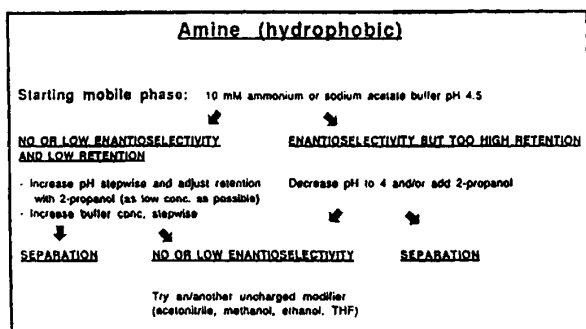 Amine (hydrophobic)
Starting mobile phase: 10 mM ammonium or sodium acetate buffer pH 4.5
NO OR LOW ENANTIOSELECTIVITY
AND LOW RETENTION
- Increase pH stepwise and adjust retention
with 2-propanol (as low conc. as possible)
- Increase buffer conc. stepwise
ENANTIOSELECTIVITY BUT TOO HIGH RETENTION
Decrease pH to 4 and/or add 2-propanol
SEPARATION
NO OR LOW ENANTIOSELECTIVITY
SEPARATION
Try an/another uncharged modifier
(acetonitrile, methanol, ethanol, THF)